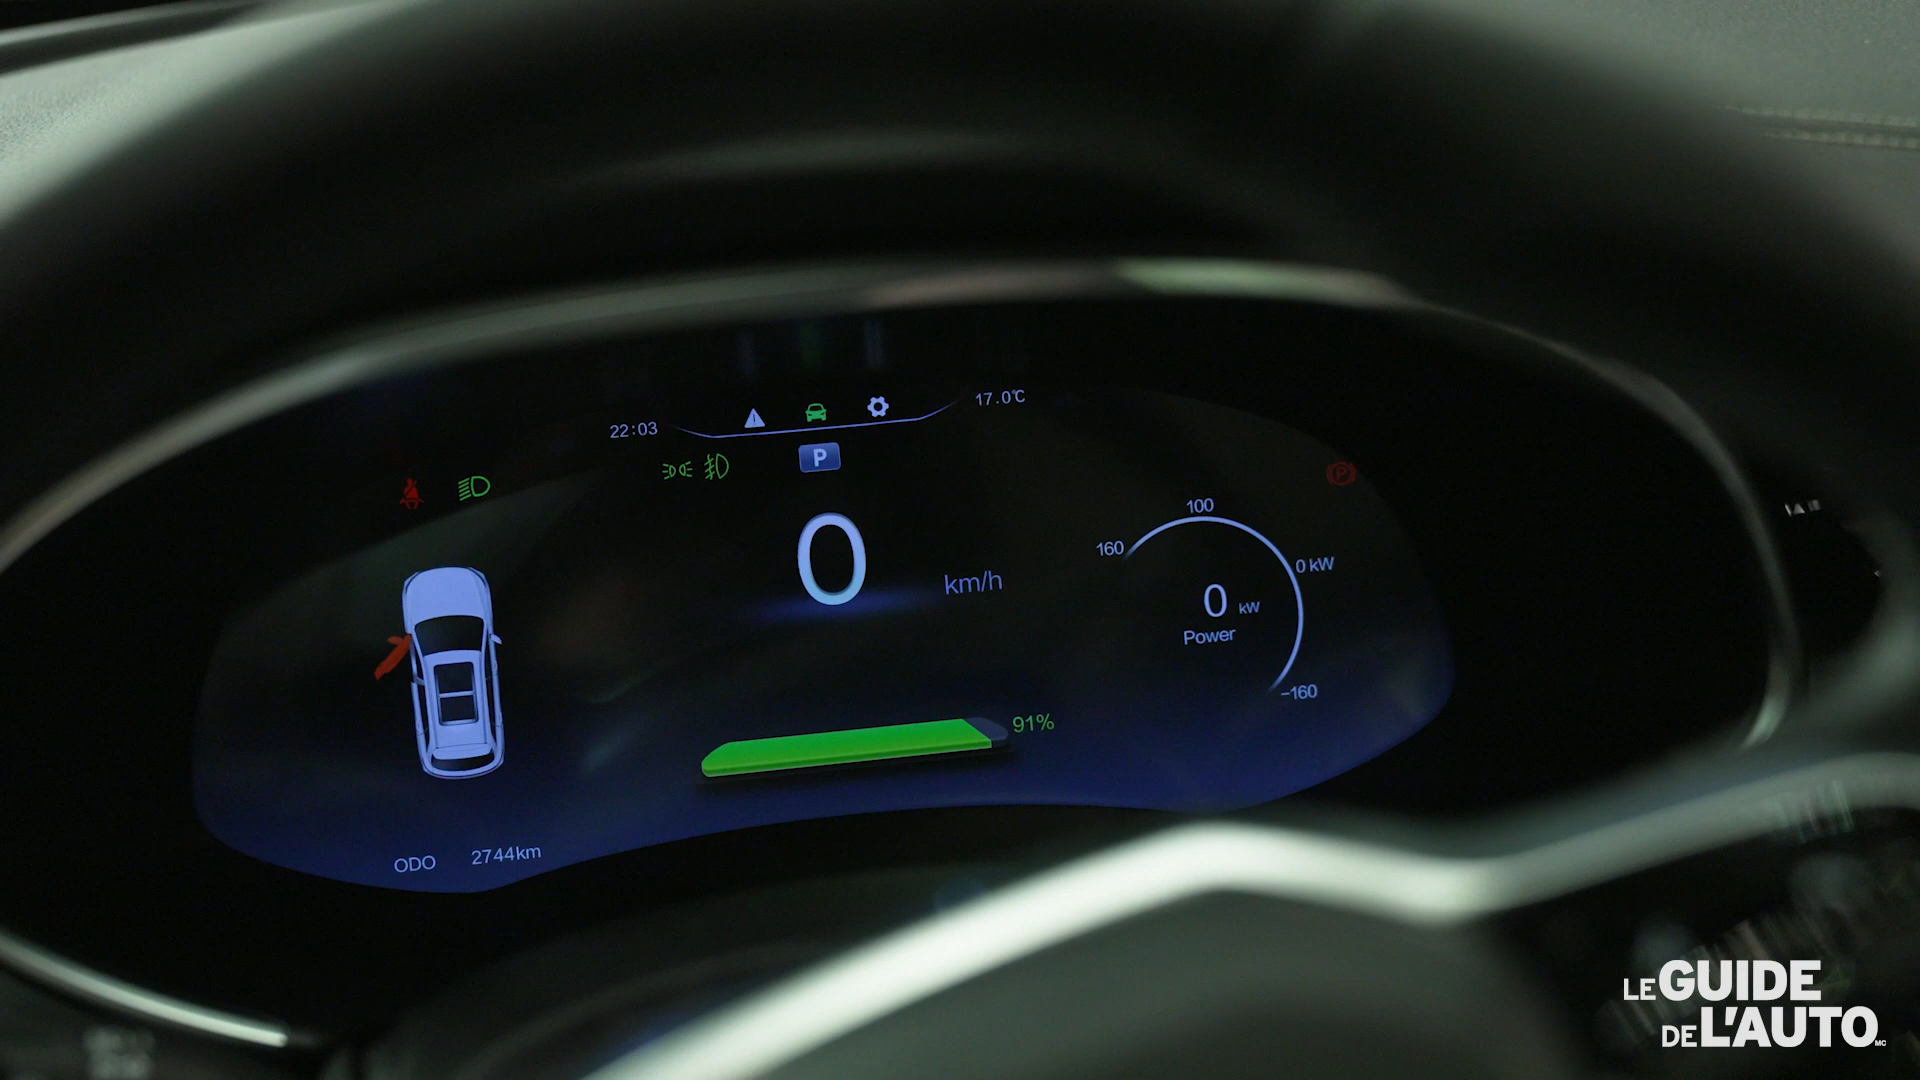 22:03
17.0℃
P
P
0
km/h
100
160
0 kW
0 kW
Power
-160
91%
ODO 2744km
LE GUIDE
DE L'AUTO MC